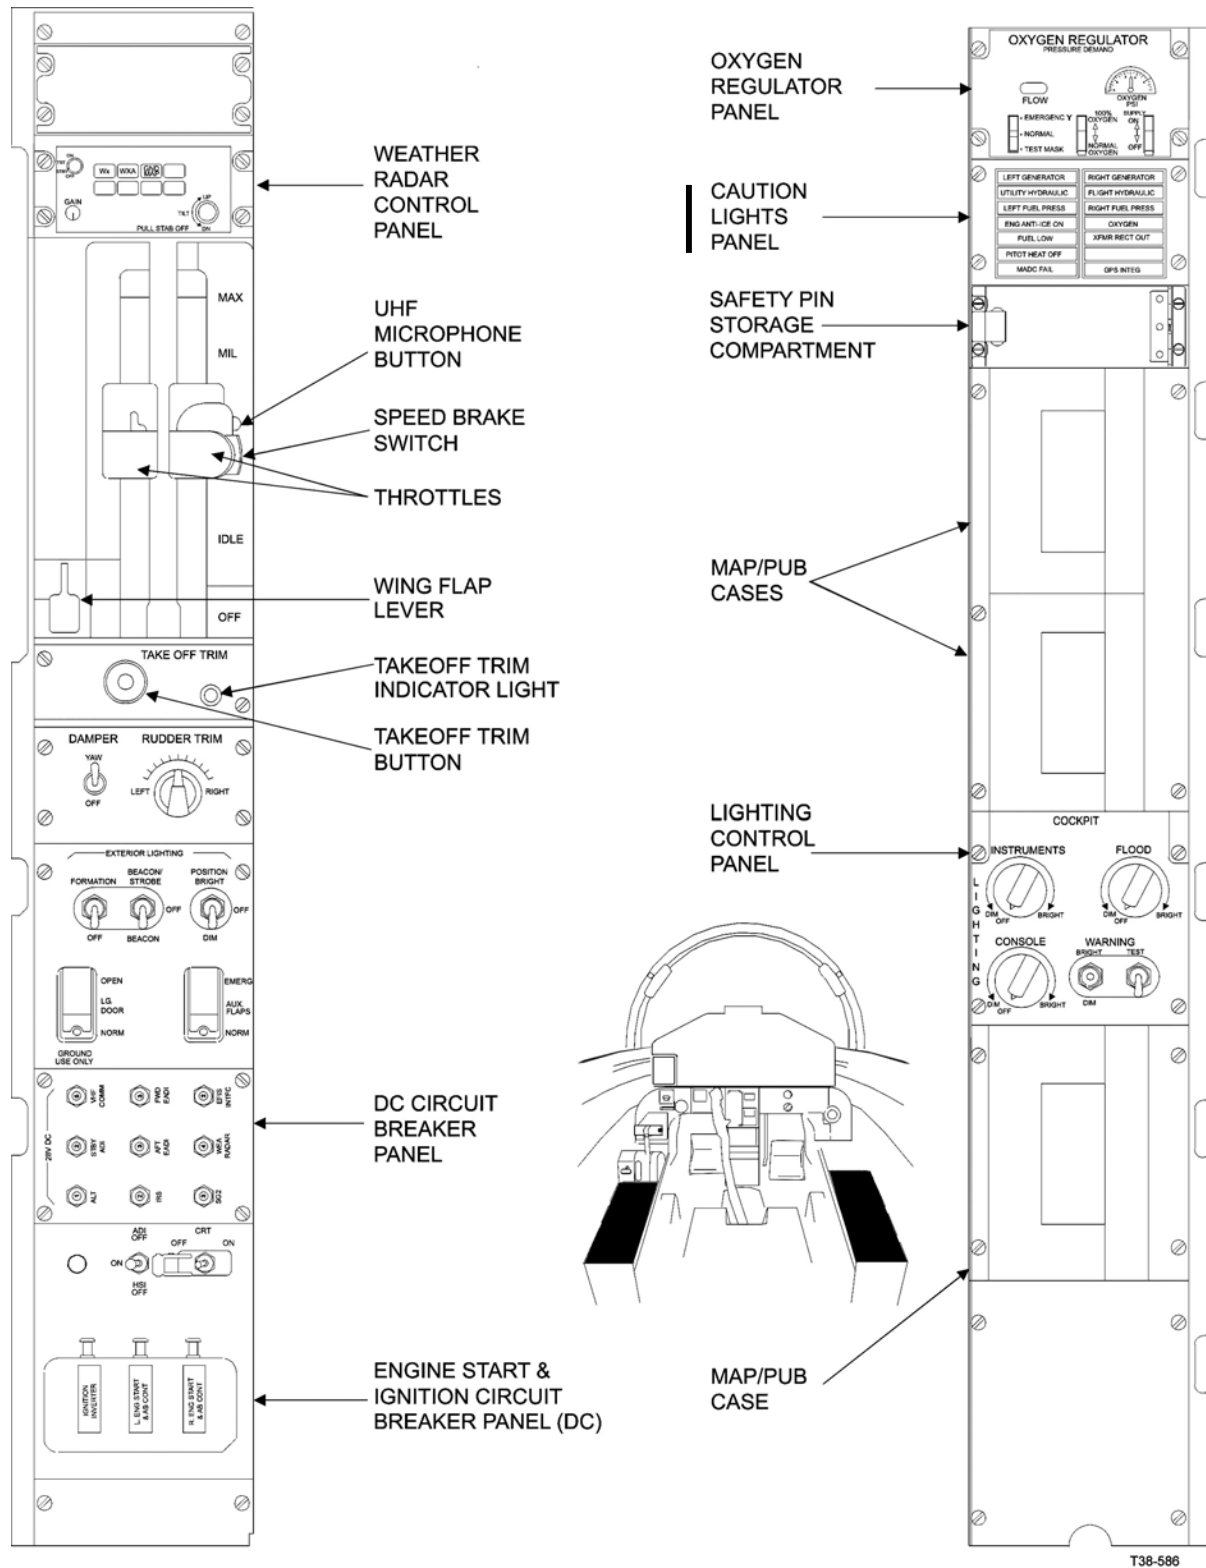 ON
TST
STBY
OFF
Wx
WXA
GND
MAP
GAIN
UP
TILT
DN
PULL STAB OFF
MAX
MIL
IDLE
OFF
TAKE OFF TRIM
DAMPER
RUDDER TRIM
YAW
OFF
LEFT
RIGHT
EXTERIOR LIGHTING
FORMATION
BEACON/
STROBE
POSITION
BRIGHT
OFF
OFF
OFF
BEACON
DIM
OPEN
LG.
DOOR
NORM
GROUND
USE ONLY
EMERG
AUX.
FLAPS
NORM
28V DC
VHF
COMM
FWD
EADI
EFIS
INTFC
STBY
ADI
AFT
EADI
WEA
RADAR
ALT
IRS
SG2
ADI
OFF
ON
HSI
OFF
CRT
OFF
ON
IGNITION
INVERTER
L. ENG START
& AB CONT
R. ENG START
& AB CONT
WEATHER
RADAR
CONTROL
PANEL
UHF
MICROPHONE
BUTTON
SPEED BRAKE
SWITCH
THROTTLES
WING FLAP
LEVER
TAKEOFF TRIM
INDICATOR LIGHT
TAKEOFF TRIM
BUTTON
DC CIRCUIT
BREAKER
PANEL
ENGINE START &
IGNITION CIRCUIT
BREAKER PANEL (DC)
OXYGEN
REGULATOR
PANEL
CAUTION
LIGHTS
PANEL
SAFETY PIN
STORAGE
COMPARTMENT
MAP/PUB
CASES
LIGHTING
CONTROL
PANEL
MAP/PUB
CASE
OXYGEN REGULATOR
PRESSURE DEMAND
FLOW
OXYGEN
PSI
EMERGENCY
NORMAL
TEST MASK
100%
OXYGEN
NORMAL
OXYGEN
SUPPLY
ON
OFF
LEFT GENERATOR
RIGHT GENERATOR
UTILITY HYDRAULIC
FLIGHT HYDRAULIC
LEFT FUEL PRESS
RIGHT FUEL PRESS
ENG ANTI-ICE ON
OXYGEN
FUEL LOW
XFMR RECT OUT
PITOT HEAT OFF
MADC FAIL
GPS INTEG
COCKPIT
LIGHTING
INSTRUMENTS
DIM
OFF
BRIGHT
FLOOD
DIM
OFF
BRIGHT
CONSOLE
DIM
OFF
BRIGHT
WARNING
BRIGHT
TEST
DIM
T38-586